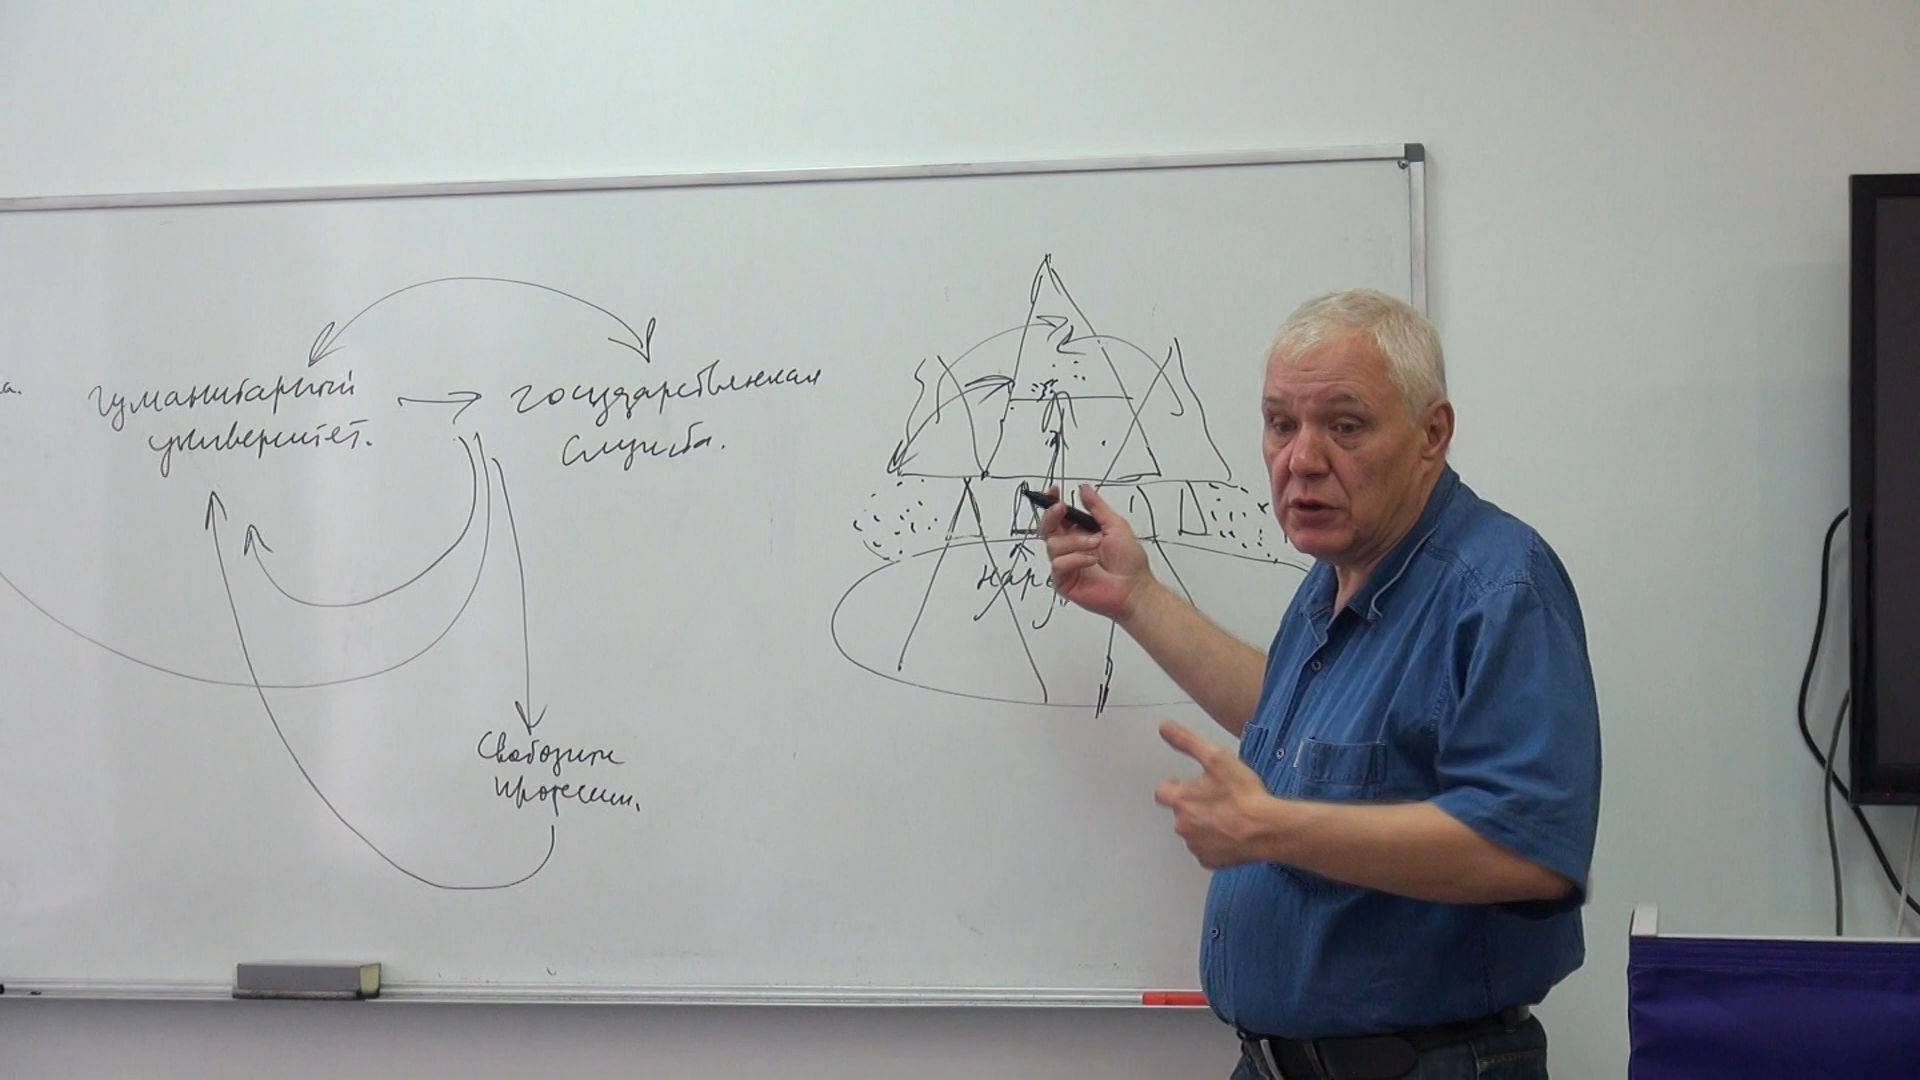 а.
гуманитарный
университет.
государственная
служба.
свободные
профессии.